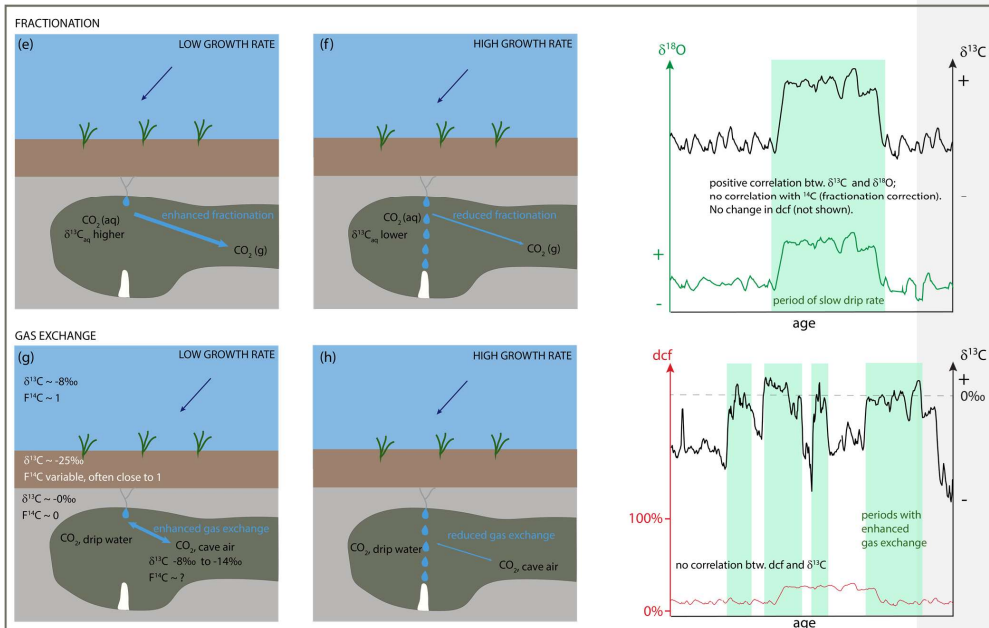 FRACTIONATION
(e)
LOW GROWTH RATE
CO₂ (aq)
δ¹³Caq higher
enhanced fractionation
CO₂ (g)
(f)
HIGH GROWTH RATE
CO₂ (aq)
δ¹³Caq lower
reduced fractionation
CO₂ (g)
δ¹⁸O
δ¹³C
+
-
positive correlation btw. δ¹³C and δ¹⁸O;
no correlation with ¹⁴C (fractionation correction).
No change in dcf (not shown).
+
-
period of slow drip rate
age
GAS EXCHANGE
(g)
LOW GROWTH RATE
δ¹³C ~ -8‰
F¹⁴C ~ 1
δ¹³C ~ -25‰
F¹⁴C variable, often close to 1
δ¹³C ~ -0‰
F¹⁴C ~ 0
enhanced gas exchange
CO₂, drip water
CO₂, cave air
δ¹³C -8‰ to -14‰
F¹⁴C ~ ?
(h)
HIGH GROWTH RATE
reduced gas exchange
CO₂, drip water
CO₂, cave air
dcf
δ¹³C
+
0‰
-
100%
periods with
enhanced
gas exchange
no correlation btw. dcf and δ¹³C
0%
age